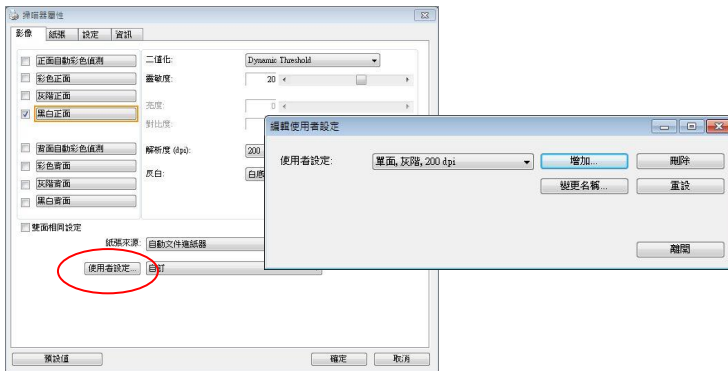 掃瞄器屬性
影像 紙張 設定 資訊
正面自動彩色偵測 二值化: Dynamic Threshold
彩色正面 靈敏度: 20
灰階正面
黑白正面 亮度: 0
對比度:
編輯使用者設定
背面自動彩色偵測 解析度 (dpi): 200
彩色背面 反白:
灰階背面
黑白背面
使用者設定: 單面, 灰階, 200 dpi 增加... 刪除
變更名稱... 重設
離開
雙面相同設定
紙張來源: 自動文件進紙器
使用者設定... 自訂
預設值 確定 取消